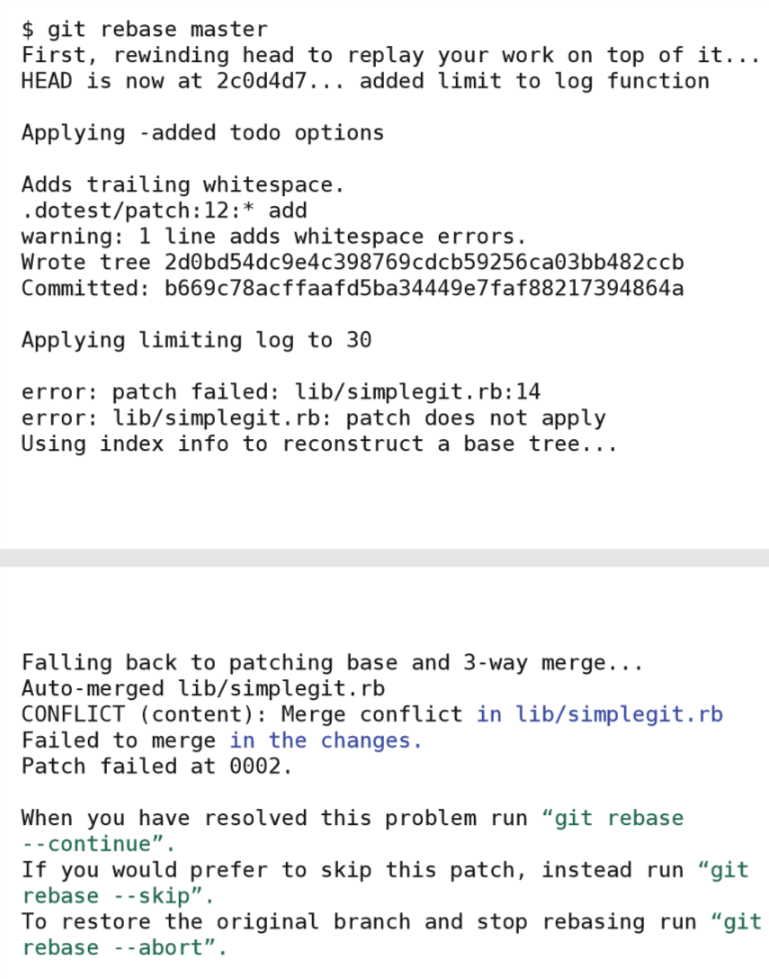 $ git rebase master
First, rewinding head to replay your work on top of it...
HEAD is now at 2c0d4d7... added limit to log function
Applying -added todo options
Adds trailing whitespace.
.dotest/patch:12:* add
warning: 1 line adds whitespace errors.
Wrote tree 2d0bd54dc9e4c398769cdcb59256ca03bb482ccb
Committed: b669c78acffaafd5ba34449e7faf88217394864a
Applying limiting log to 30
error: patch failed: lib/simplegit.rb:14
error: lib/simplegit.rb: patch does not apply
Using index info to reconstruct a base tree...
Falling back to patching base and 3-way merge...
Auto-merged lib/simplegit.rb
CONFLICT (content): Merge conflict in lib/simplegit.rb
Failed to merge in the changes.
Patch failed at 0002.
When you have resolved this problem run “git rebase
--continue”.
If you would prefer to skip this patch, instead run “git
rebase --skip”.
To restore the original branch and stop rebasing run “git
rebase --abort”.